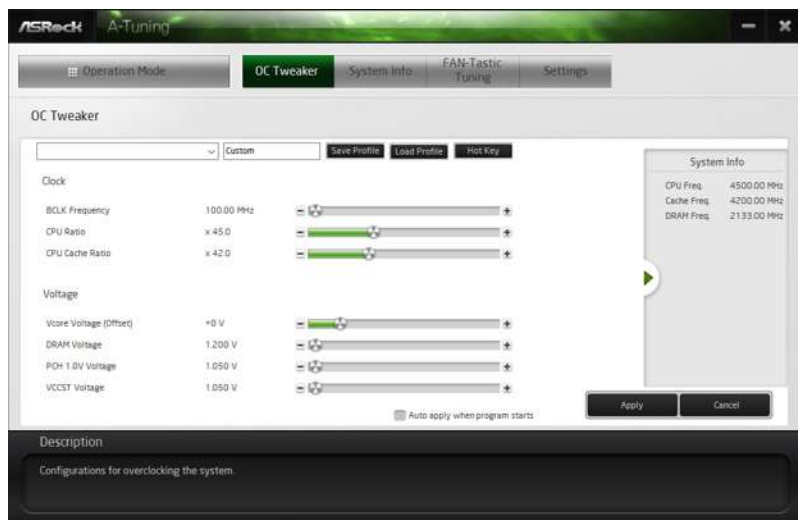 ASRock A-Tuning
Operation Mode OC Tweaker System Info FAN-Tastic Tuning Settings
OC Tweaker
Custom Save Profile Load Profile Hot Key
Clock
BCLK Frequency 100.00 MHz
CPU Ratio x 45.0
CPU Cache Ratio x 42.0
Voltage
Vcore Voltage (Offset) +0 V
DRAM Voltage 1.200 V
PCH 1.0V Voltage 1.050 V
VCCST Voltage 1.050 V
Auto apply when program starts
System Info
CPU Freq. 4500.00 MHz
Cache Freq. 4200.00 MHz
DRAM Freq. 2133.00 MHz
Apply Cancel
Description
Configurations for overclocking the system.